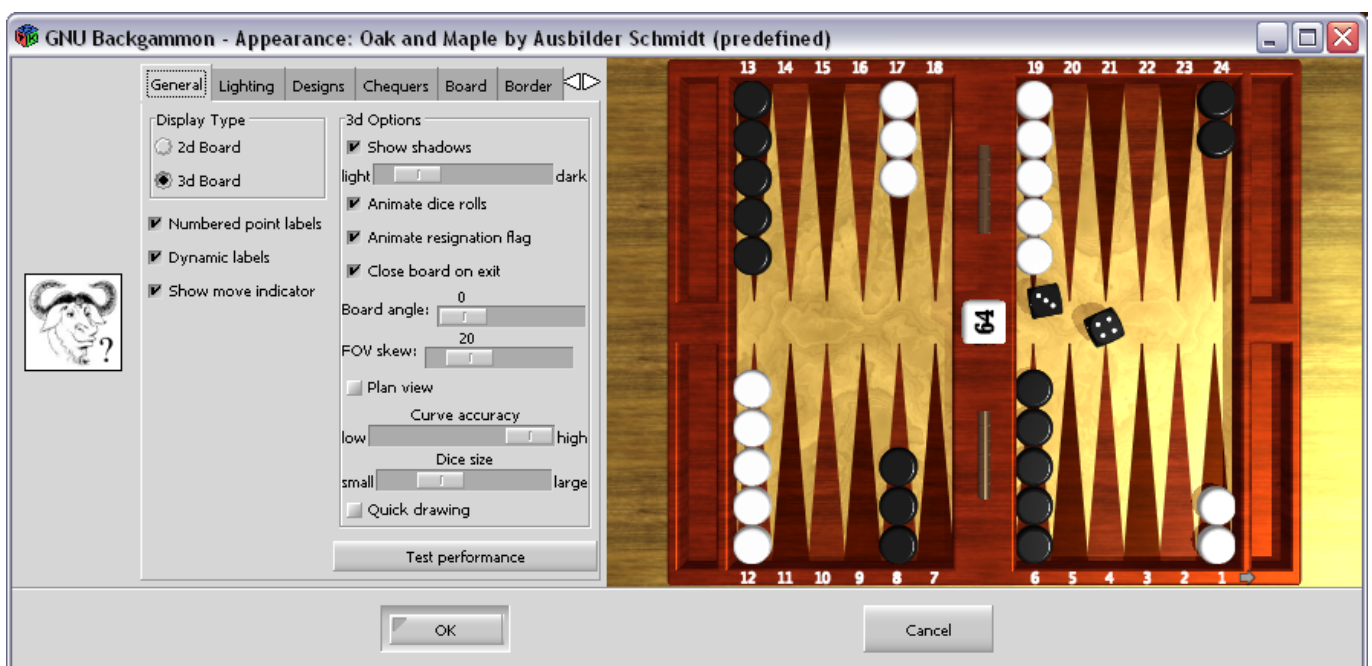 GNU Backgammon - Appearance: Oak and Maple by Ausbilder Schmidt (predefined)
General Lighting Designs Chequers Board Border
Display Type
2d Board
3d Board
Numbered point labels
Dynamic labels
Show move indicator
?
3d Options
Show shadows
light dark
Animate dice rolls
Animate resignation flag
Close board on exit
0
Board angle:
20
FOV skew:
Plan view
Curve accuracy
low high
Dice size
small large
Quick drawing
Test performance
13 14 15 16 17 18 19 20 21 22 23 24
64
12 11 10 9 8 7 6 5 4 3 2 1
OK Cancel